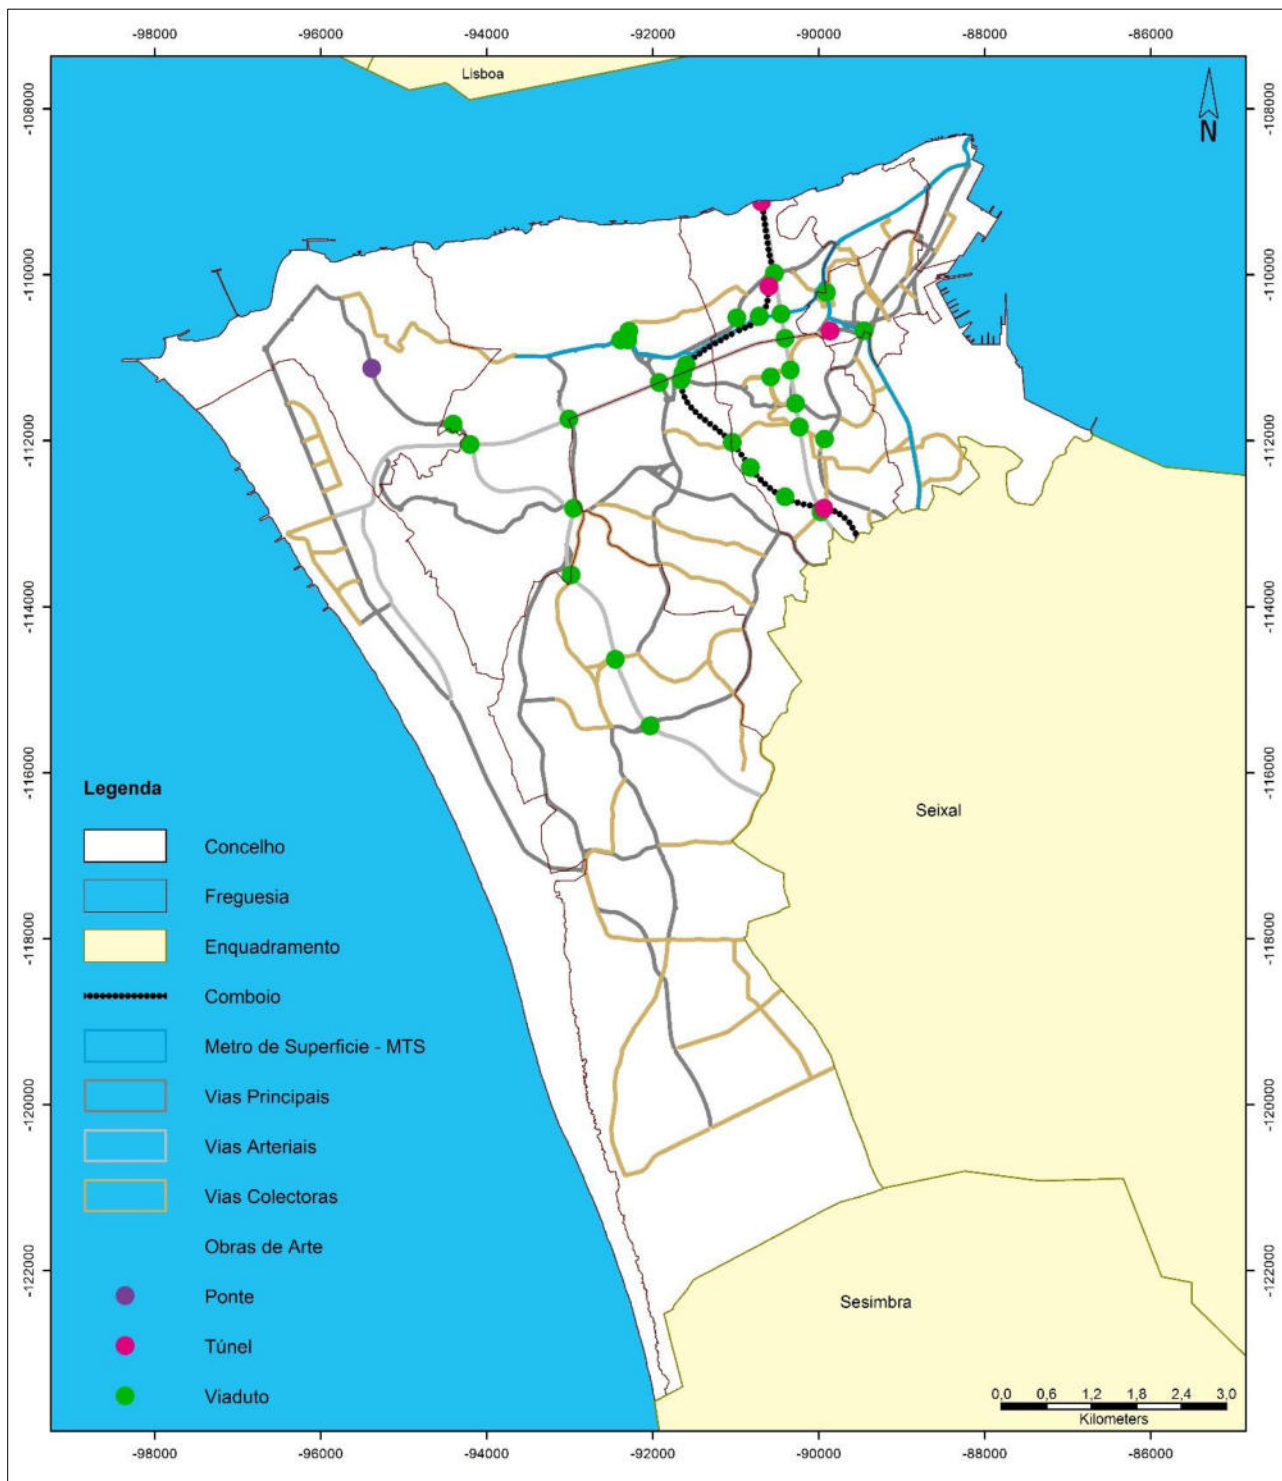 -98000 -96000 -94000 -92000 -90000 -88000 -86000
Lisboa
-108000
-108000
N
-110000
-110000
-112000
-112000
-114000
-114000
-116000
-116000
Legenda
Seixal
Concelho
Freguesia
-118000
-118000
Enquadramento
Comboio
Metro de Superficie - MTS
Vias Principais
-120000
-120000
Vias Arteriais
Vias Colectoras
Obras de Arte
-122000
-122000
Ponte
Sesimbra
Túnel
Viaduto
0,0 0,6 1,2 1,8 2,4 3,0
Kilometers
-98000 -96000 -94000 -92000 -90000 -88000 -86000